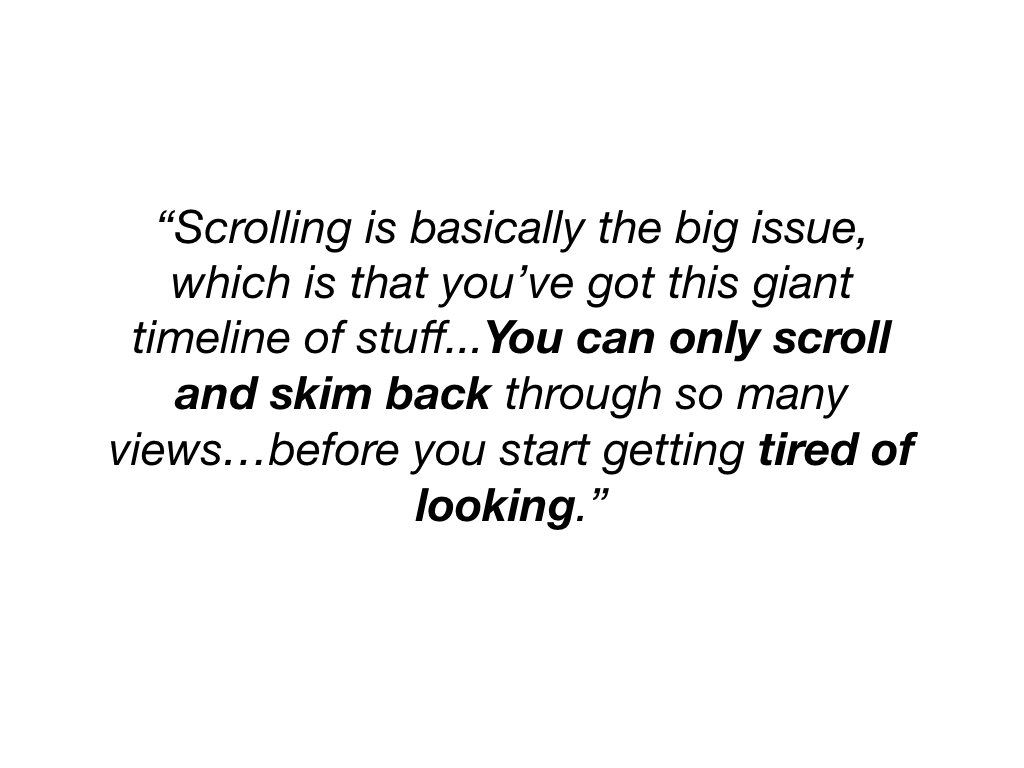 “Scrolling is basically the big issue,
which is that you’ve got this giant
timeline of stuff...You can only scroll
and skim back through so many
views…before you start getting tired of
looking.”